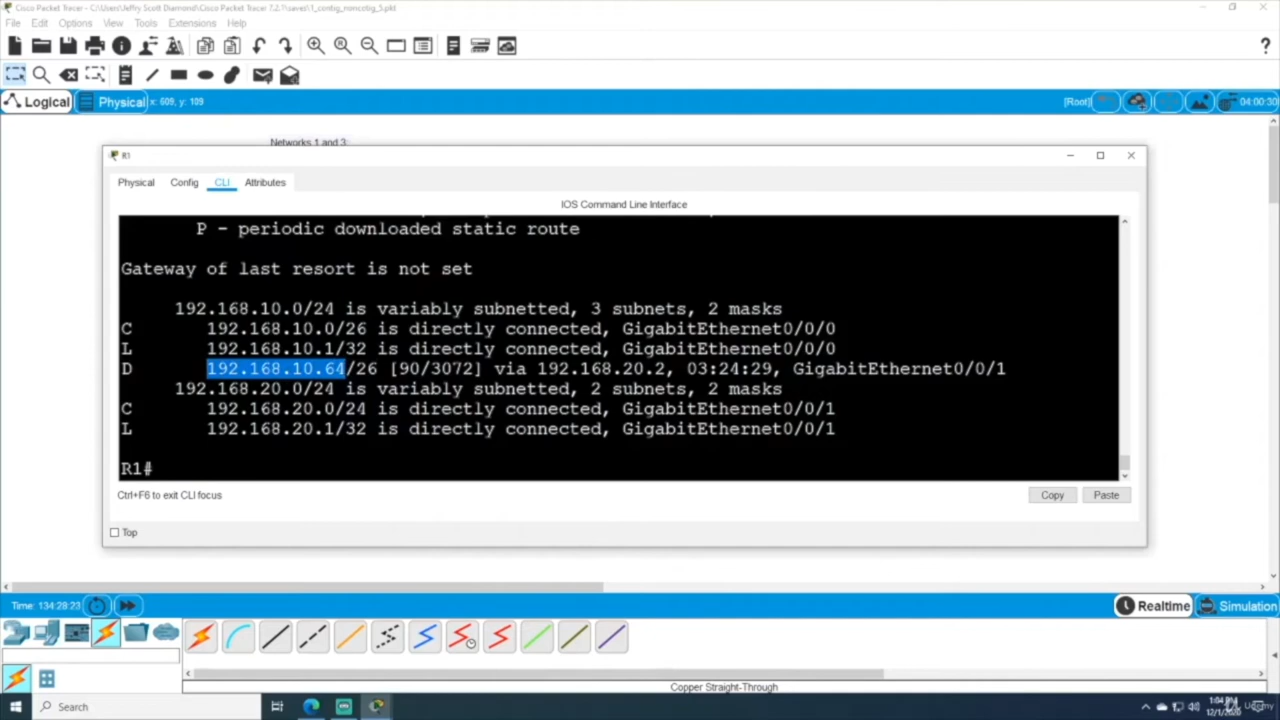 Cisco Packet Tracer - C:\Users\Jeffry Scott Diamond\Cisco Packet Tracer 7.2.1\saves\1_contig_noncotig_5.pkt
File Edit Options View Tools Extensions Help
?
Logical Physical x: 609, y: 109 [Root] 04:00:30
Networks 1 and 3:
R1
Physical Config CLI Attributes
IOS Command Line Interface
P - periodic downloaded static route
Gateway of last resort is not set
192.168.10.0/24 is variably subnetted, 3 subnets, 2 masks
C 192.168.10.0/26 is directly connected, GigabitEthernet0/0/0
L 192.168.10.1/32 is directly connected, GigabitEthernet0/0/0
D 192.168.10.64/26 [90/3072] via 192.168.20.2, 03:24:29, GigabitEthernet0/0/1
192.168.20.0/24 is variably subnetted, 2 subnets, 2 masks
C 192.168.20.0/24 is directly connected, GigabitEthernet0/0/1
L 192.168.20.1/32 is directly connected, GigabitEthernet0/0/1
R1#
Ctrl+F6 to exit CLI focus
Copy Paste
Top
Time: 134:28:23 Realtime Simulation
Copper Straight-Through
Search
1:04 PM
12/1/2020
Udemy